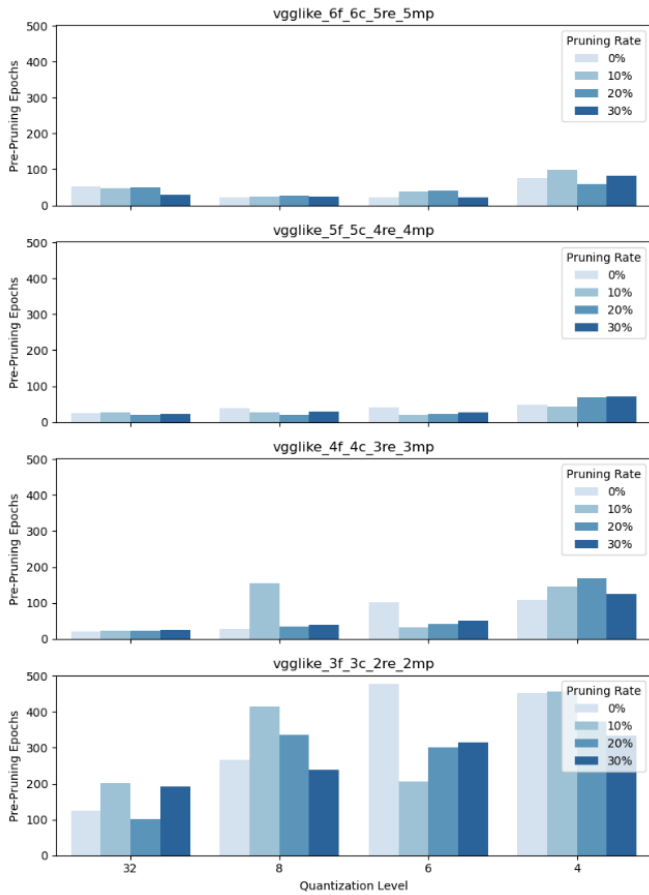 vgglike_6f_6c_5re_5mp
Pre-Pruning Epochs
500
400
300
200
100
0
Pruning Rate
0%
10%
20%
30%
vgglike_5f_5c_4re_4mp
Pre-Pruning Epochs
500
400
300
200
100
0
Pruning Rate
0%
10%
20%
30%
vgglike_4f_4c_3re_3mp
Pre-Pruning Epochs
500
400
300
200
100
0
Pruning Rate
0%
10%
20%
30%
vgglike_3f_3c_2re_2mp
Pre-Pruning Epochs
500
400
300
200
100
0
Pruning Rate
0%
10%
20%
30%
32 8 6 4
Quantization Level